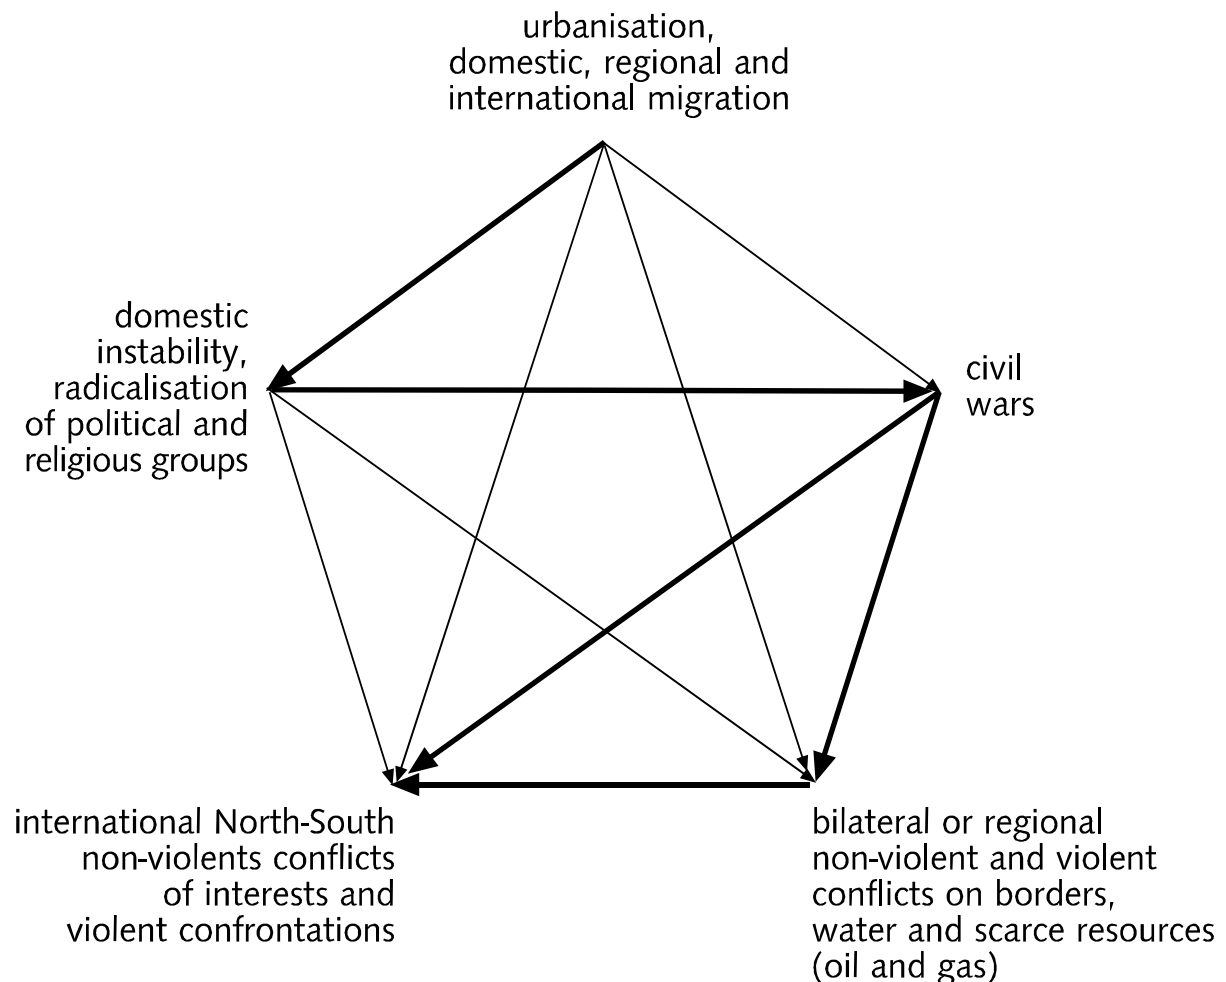 urbanisation,
domestic, regional and
international migration
domestic
instability,
radicalisation
of political and
religious groups
civil
wars
international North-South
non-violents conflicts
of interests and
violent confrontations
bilateral or regional
non-violent and violent
conflicts on borders,
water and scarce resources
(oil and gas)